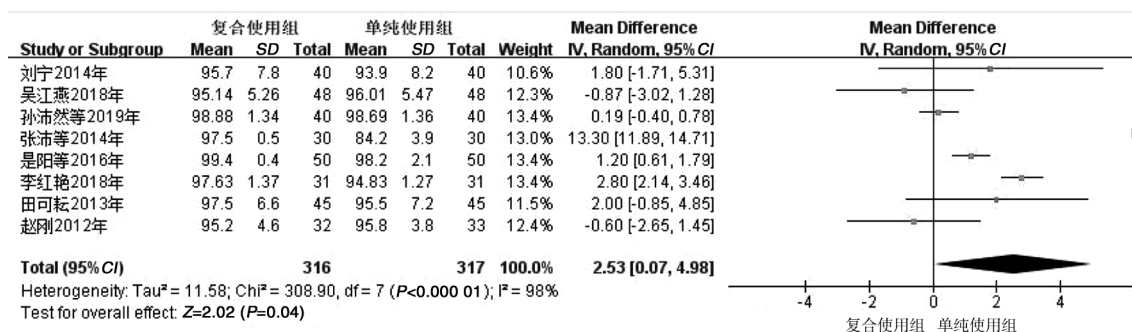 复合使用组 单纯使用组 Mean Difference Mean Difference
Study or Subgroup Mean SD Total Mean SD Total Weight IV, Random, 95%CI IV, Random, 95%CI
刘宁2014年 95.7 7.8 40 93.9 8.2 40 10.6% 1.80 [-1.71, 5.31]
吴江燕2018年 95.14 5.26 48 96.01 5.47 48 12.3% -0.87 [-3.02, 1.28]
孙沛然等2019年 98.88 1.34 40 98.69 1.36 40 13.4% 0.19 [-0.40, 0.78]
张沛等2014年 97.5 0.5 30 84.2 3.9 30 13.0% 13.30 [11.89, 14.71]
是阳等2016年 99.4 0.4 50 98.2 2.1 50 13.4% 1.20 [0.61, 1.79]
李红艳2018年 97.63 1.37 31 94.83 1.27 31 13.4% 2.80 [2.14, 3.46]
田可耘2013年 97.5 6.6 45 95.5 7.2 45 11.5% 2.00 [-0.85, 4.85]
赵刚2012年 95.2 4.6 32 95.8 3.8 33 12.4% -0.60 [-2.65, 1.45]
Total (95%CI) 316 317 100.0% 2.53 [0.07, 4.98]
Heterogeneity: Tau² = 11.58; Chi² = 308.90, df = 7 (P<0.000 01); I² = 98%
Test for overall effect: Z=2.02 (P=0.04)
-4 -2 0 2 4
复合使用组 单纯使用组